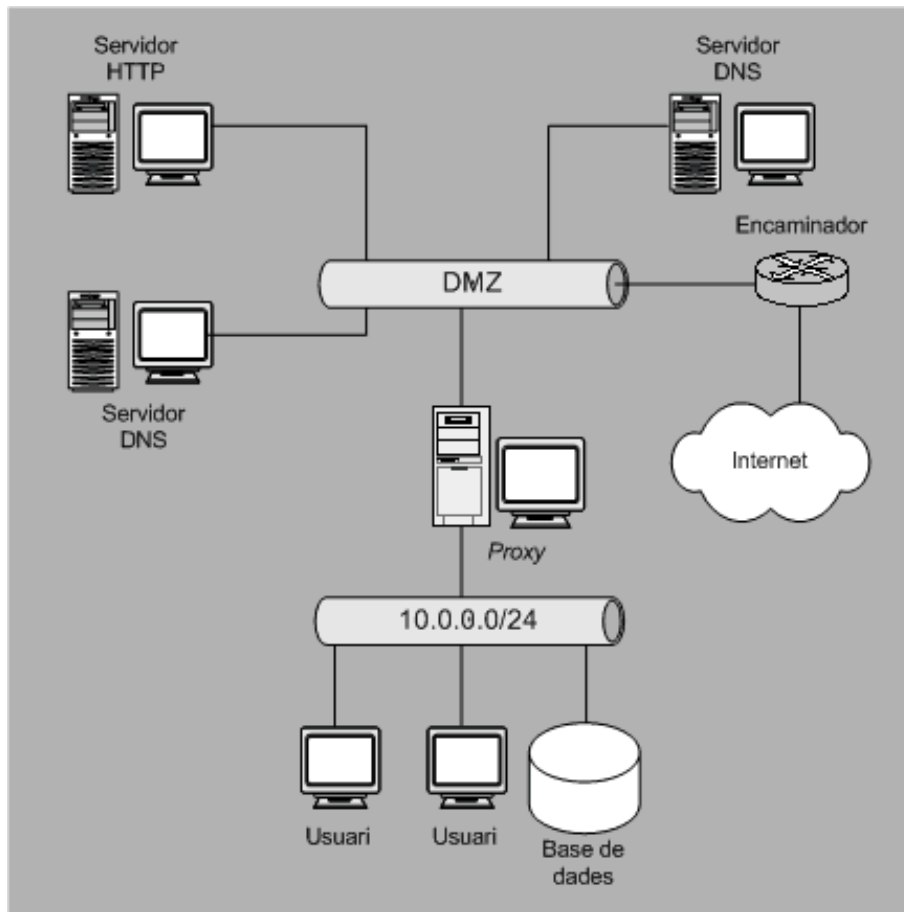 Servidor
HTTP
Servidor
DNS
Encaminador
DMZ
Servidor
DNS
Internet
Proxy
10.0.0.0/24
Usuari
Usuari
Base de
dades